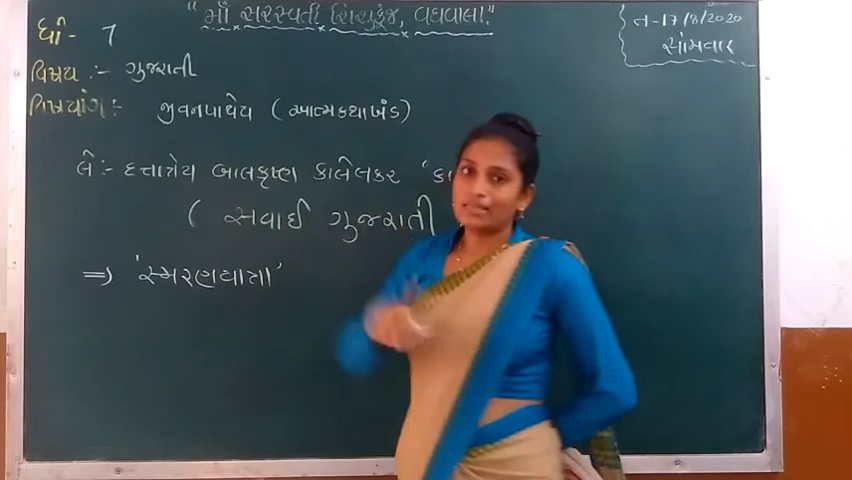 "માઁ સરસ્વતી શિશુકુંજ, વઘવાલા."
ત-17/8/2020
સોમવાર
ધો- 7
વિષય :- ગુજરાતી
વિષયાંગ :- જીવનપાથેય (આત્મકથાખંડ)
લે :- દત્તાત્રેય બાલકૃષ્ણ કાલેલકર "કા
( સવાઈ ગુજરાતી
⇒ 'સ્મરણયાત્રા'